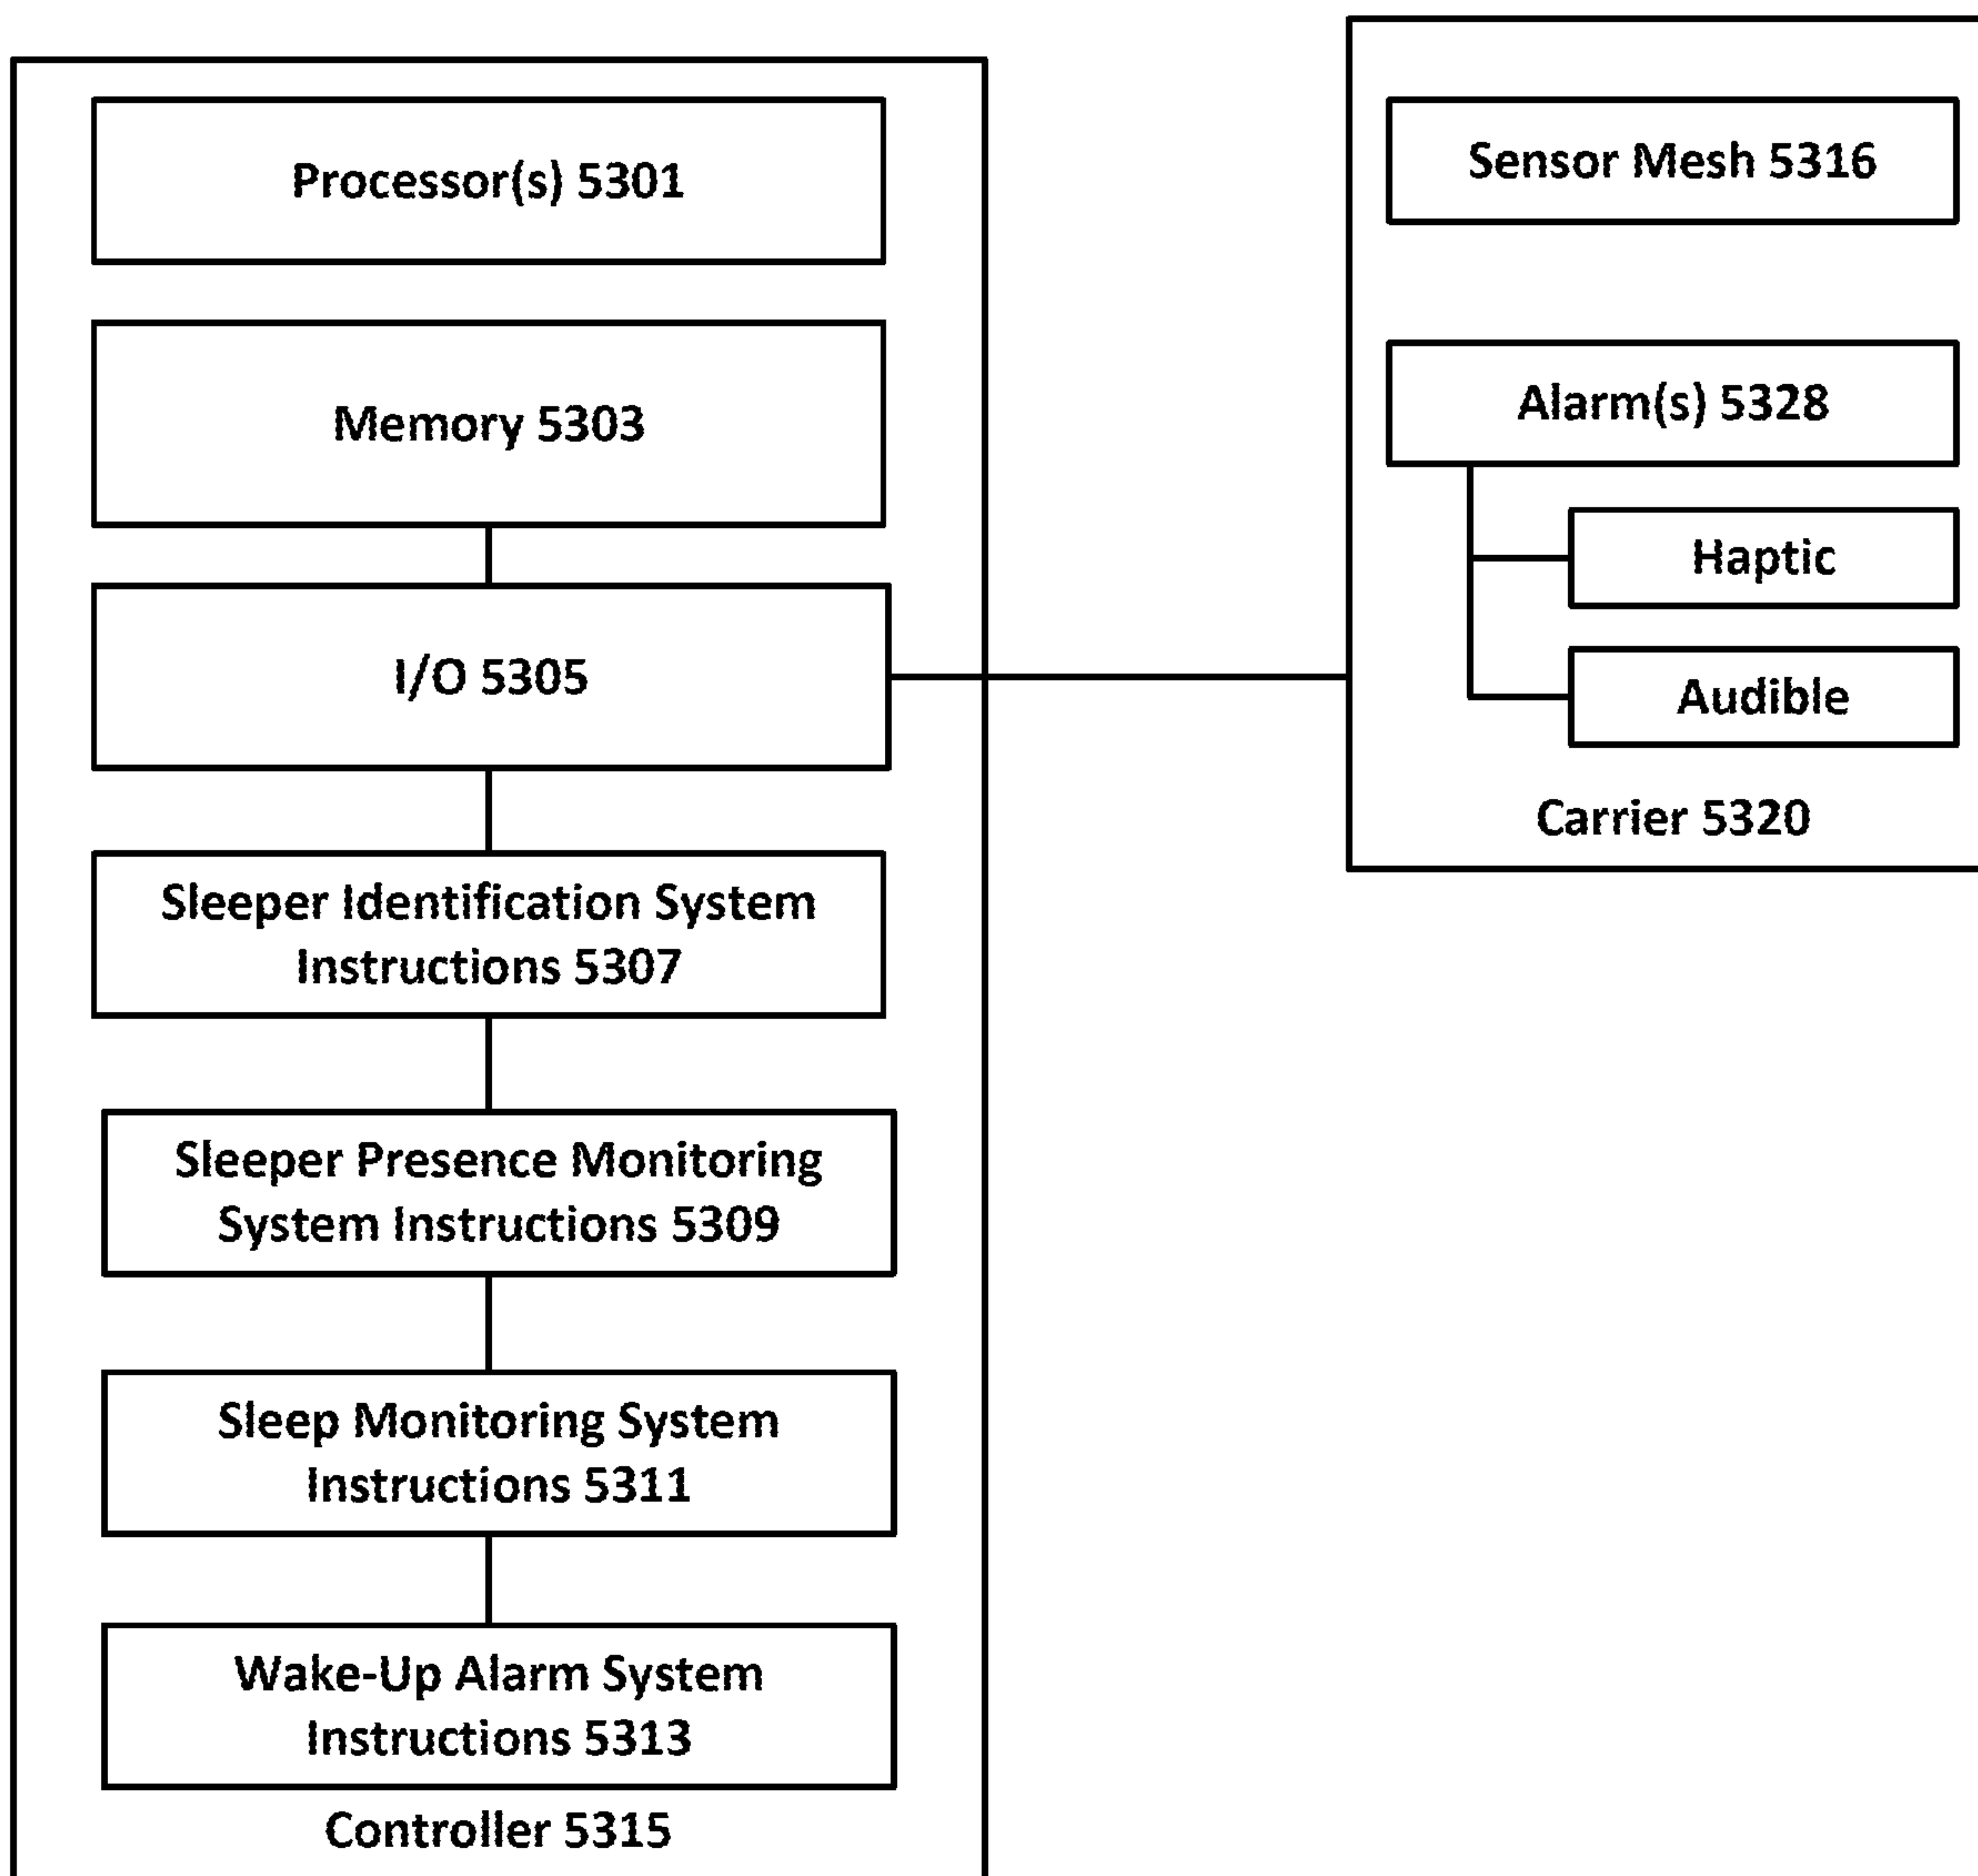 Processor(s) 5301
Memory 5303
I/O 5305
Sleeper Identification System
Instructions 5307
Sleeper Presence Monitoring
System Instructions 5309
Sleep Monitoring System
Instructions 5311
Wake-Up Alarm System
Instructions 5313
Controller 5315
Sensor Mesh 5316
Alarm(s) 5328
Haptic
Audible
Carrier 5320